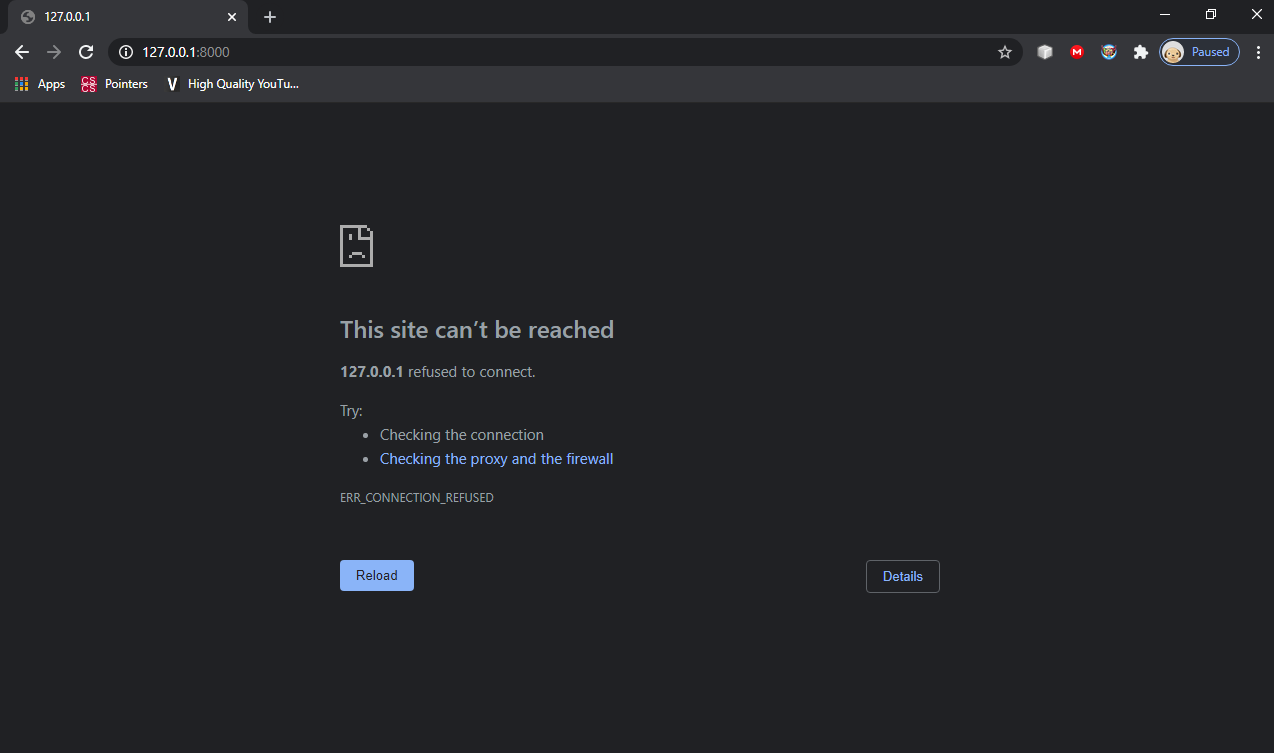 127.0.0.1
127.0.0.1:8000
Paused
Apps
CS CS Pointers
V High Quality YouTu...
This site can't be reached
127.0.0.1 refused to connect.
Try:
• Checking the connection
• Checking the proxy and the firewall
ERR_CONNECTION_REFUSED
Reload
Details